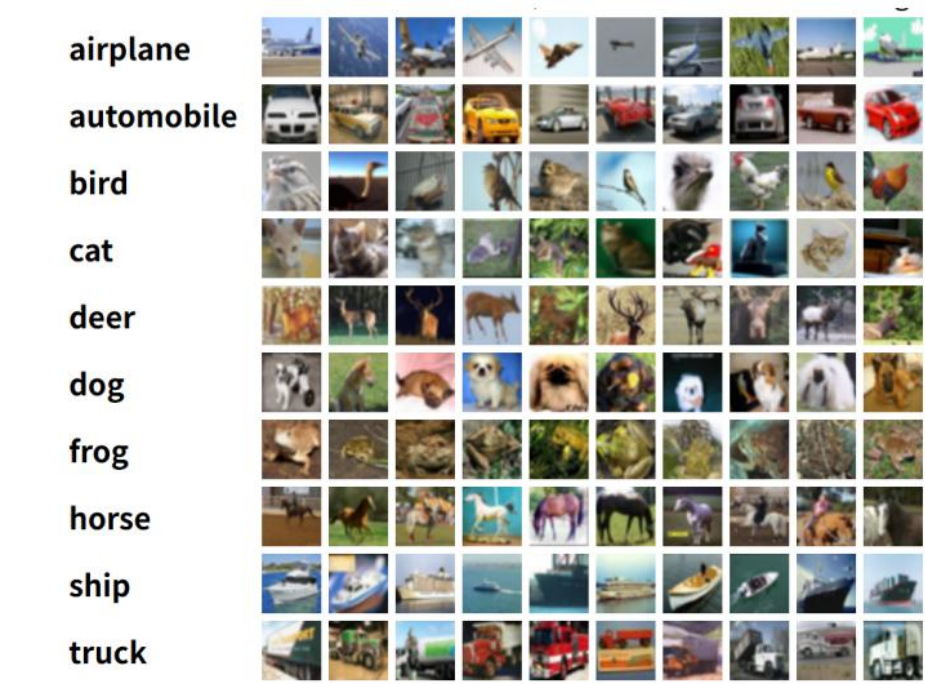 airplane
automobile
bird
cat
deer
dog
frog
horse
ship
truck